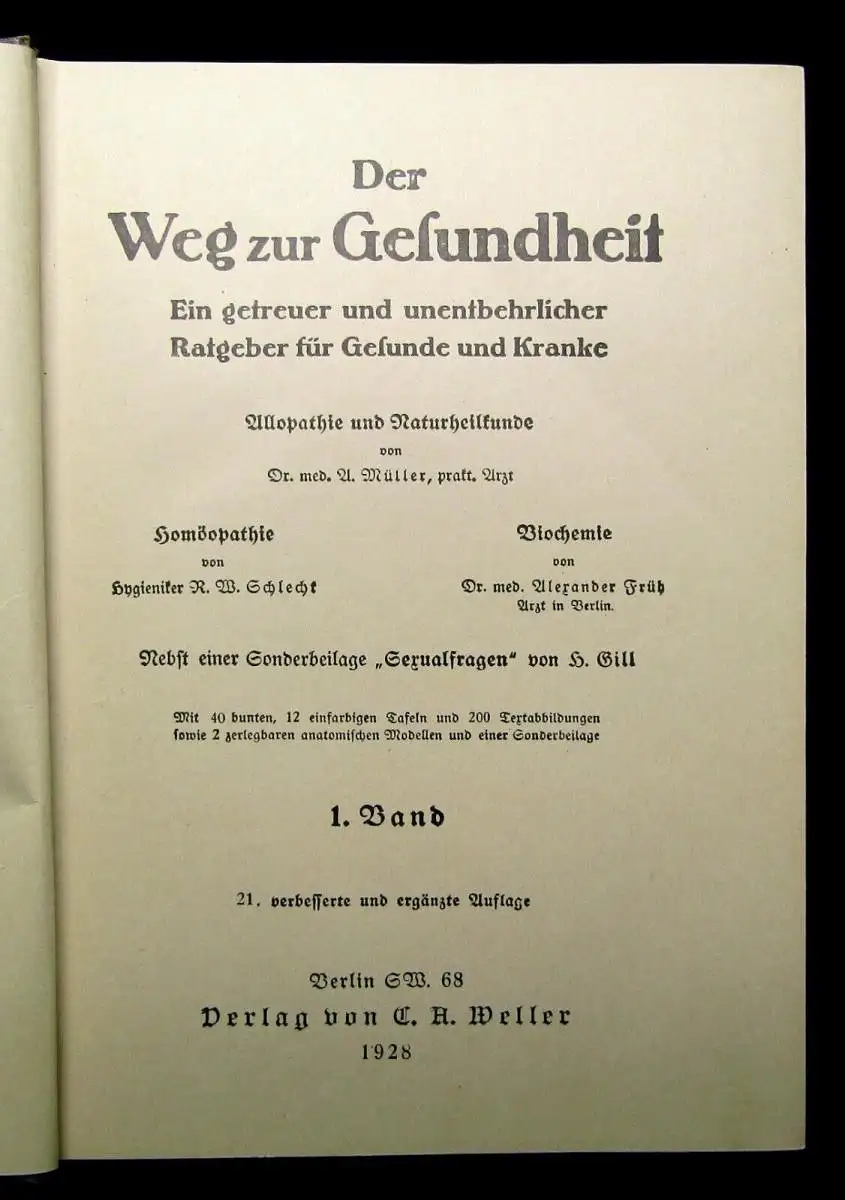 Der
Weg zur Geſundheit
Ein getreuer und unentbehrlicher
Ratgeber für Geſunde und Kranke
Allopathie und Naturheilkunde
von
Dr. med. A. Müller, prakt. Arzt
Homöopathie
von
Hygieniker R. W. Schlecht
Biochemie
von
Dr. med. Alexander Früh
Arzt in Berlin.
Nebſt einer Sonderbeilage „Sexualfragen“ von H. Gill
Mit 40 bunten, 12 einfarbigen Tafeln und 200 Textabbildungen
ſowie 2 zerlegbaren anatomiſchen Modellen und einer Sonderbeilage
1. Band
21. verbeſſerte und ergänzte Auflage
Berlin SW. 68
Verlag von C. A. Weller
1928